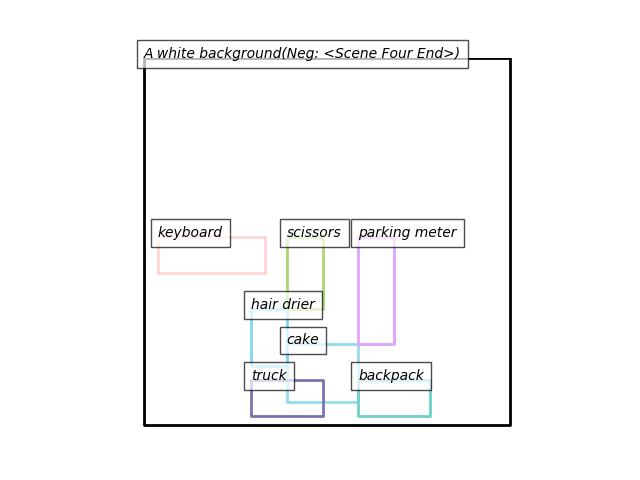 A white background(Neg: <Scene Four End>)
keyboard
scissors
parking meter
hair drier
cake
truck
backpack